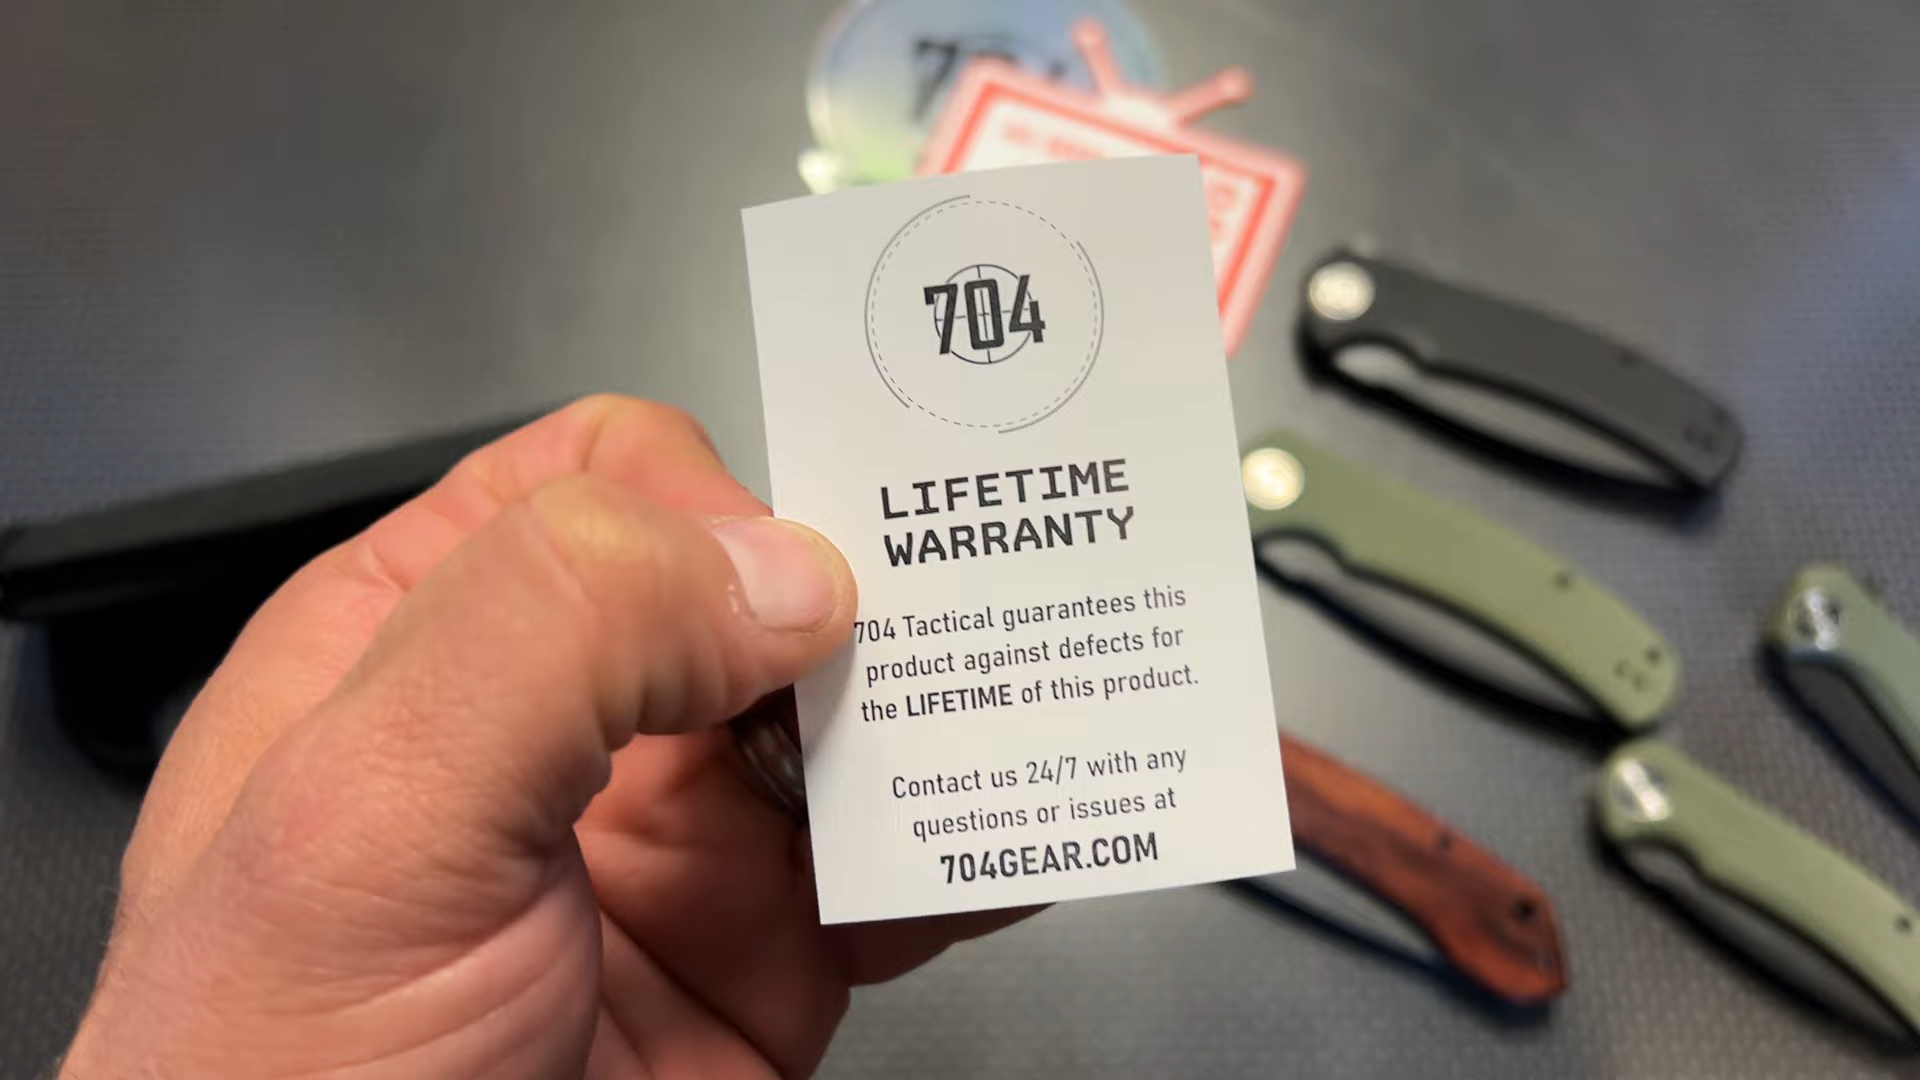 704
704
LIFETIME
WARRANTY
704 Tactical guarantees this
product against defects for
the LIFETIME of this product.
Contact us 24/7 with any
questions or issues at
704GEAR.COM